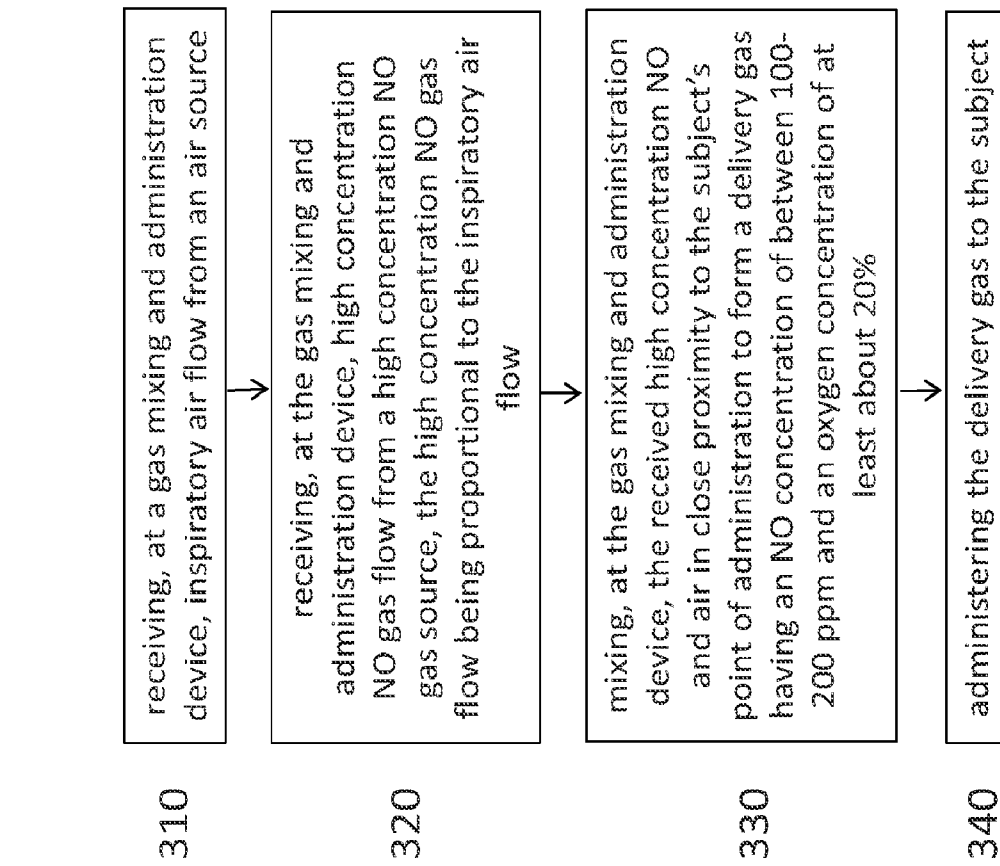 310
receiving, at a gas mixing and administration
device, inspiratory air flow from an air source
320
receiving, at the gas mixing and
administration device, high concentration
NO gas flow from a high concentration NO
gas source, the high concentration NO gas
flow being proportional to the inspiratory air
flow
330
mixing, at the gas mixing and administration
device, the received high concentration NO
and air in close proximity to the subject's
point of administration to form a delivery gas
having an NO concentration of between 100-
200 ppm and an oxygen concentration of at
least about 20%
340
administering the delivery gas to the subject